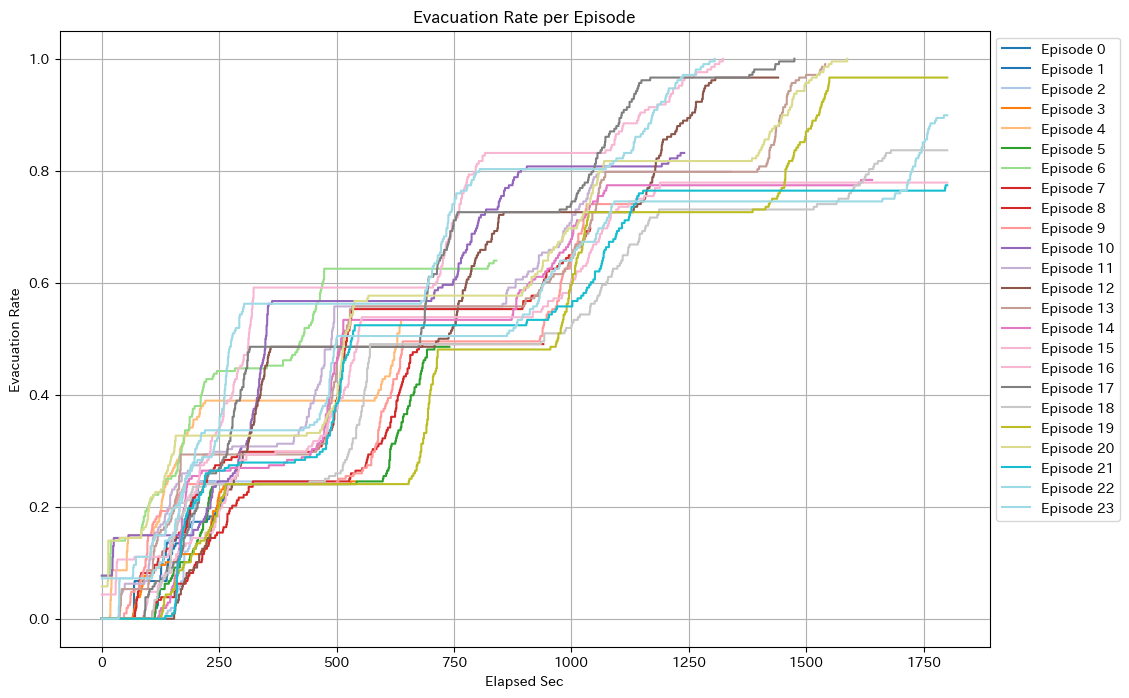 Evacuation Rate per Episode
Evacuation Rate
1.0
0.8
0.6
0.4
0.2
0.0
0
250
500
750
1000
1250
1500
1750
Elapsed Sec
Episode 0
Episode 1
Episode 2
Episode 3
Episode 4
Episode 5
Episode 6
Episode 7
Episode 8
Episode 9
Episode 10
Episode 11
Episode 12
Episode 13
Episode 14
Episode 15
Episode 16
Episode 17
Episode 18
Episode 19
Episode 20
Episode 21
Episode 22
Episode 23